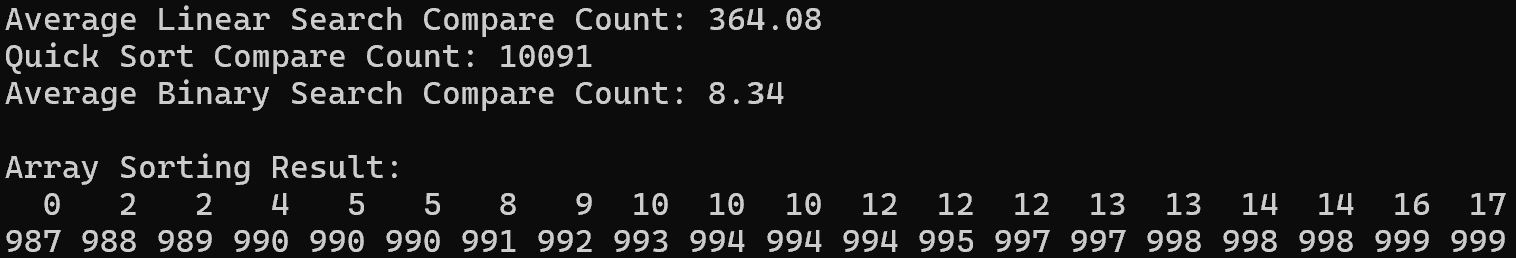 Average Linear Search Compare Count: 364.08
Quick Sort Compare Count: 10091
Average Binary Search Compare Count: 8.34
Array Sorting Result:
  0   2   2   4   5   5   8   9  10  10  10  12  12  12  13  13  14  14  16  17
987 988 989 990 990 990 991 992 993 994 994 994 995 997 997 998 998 998 999 999